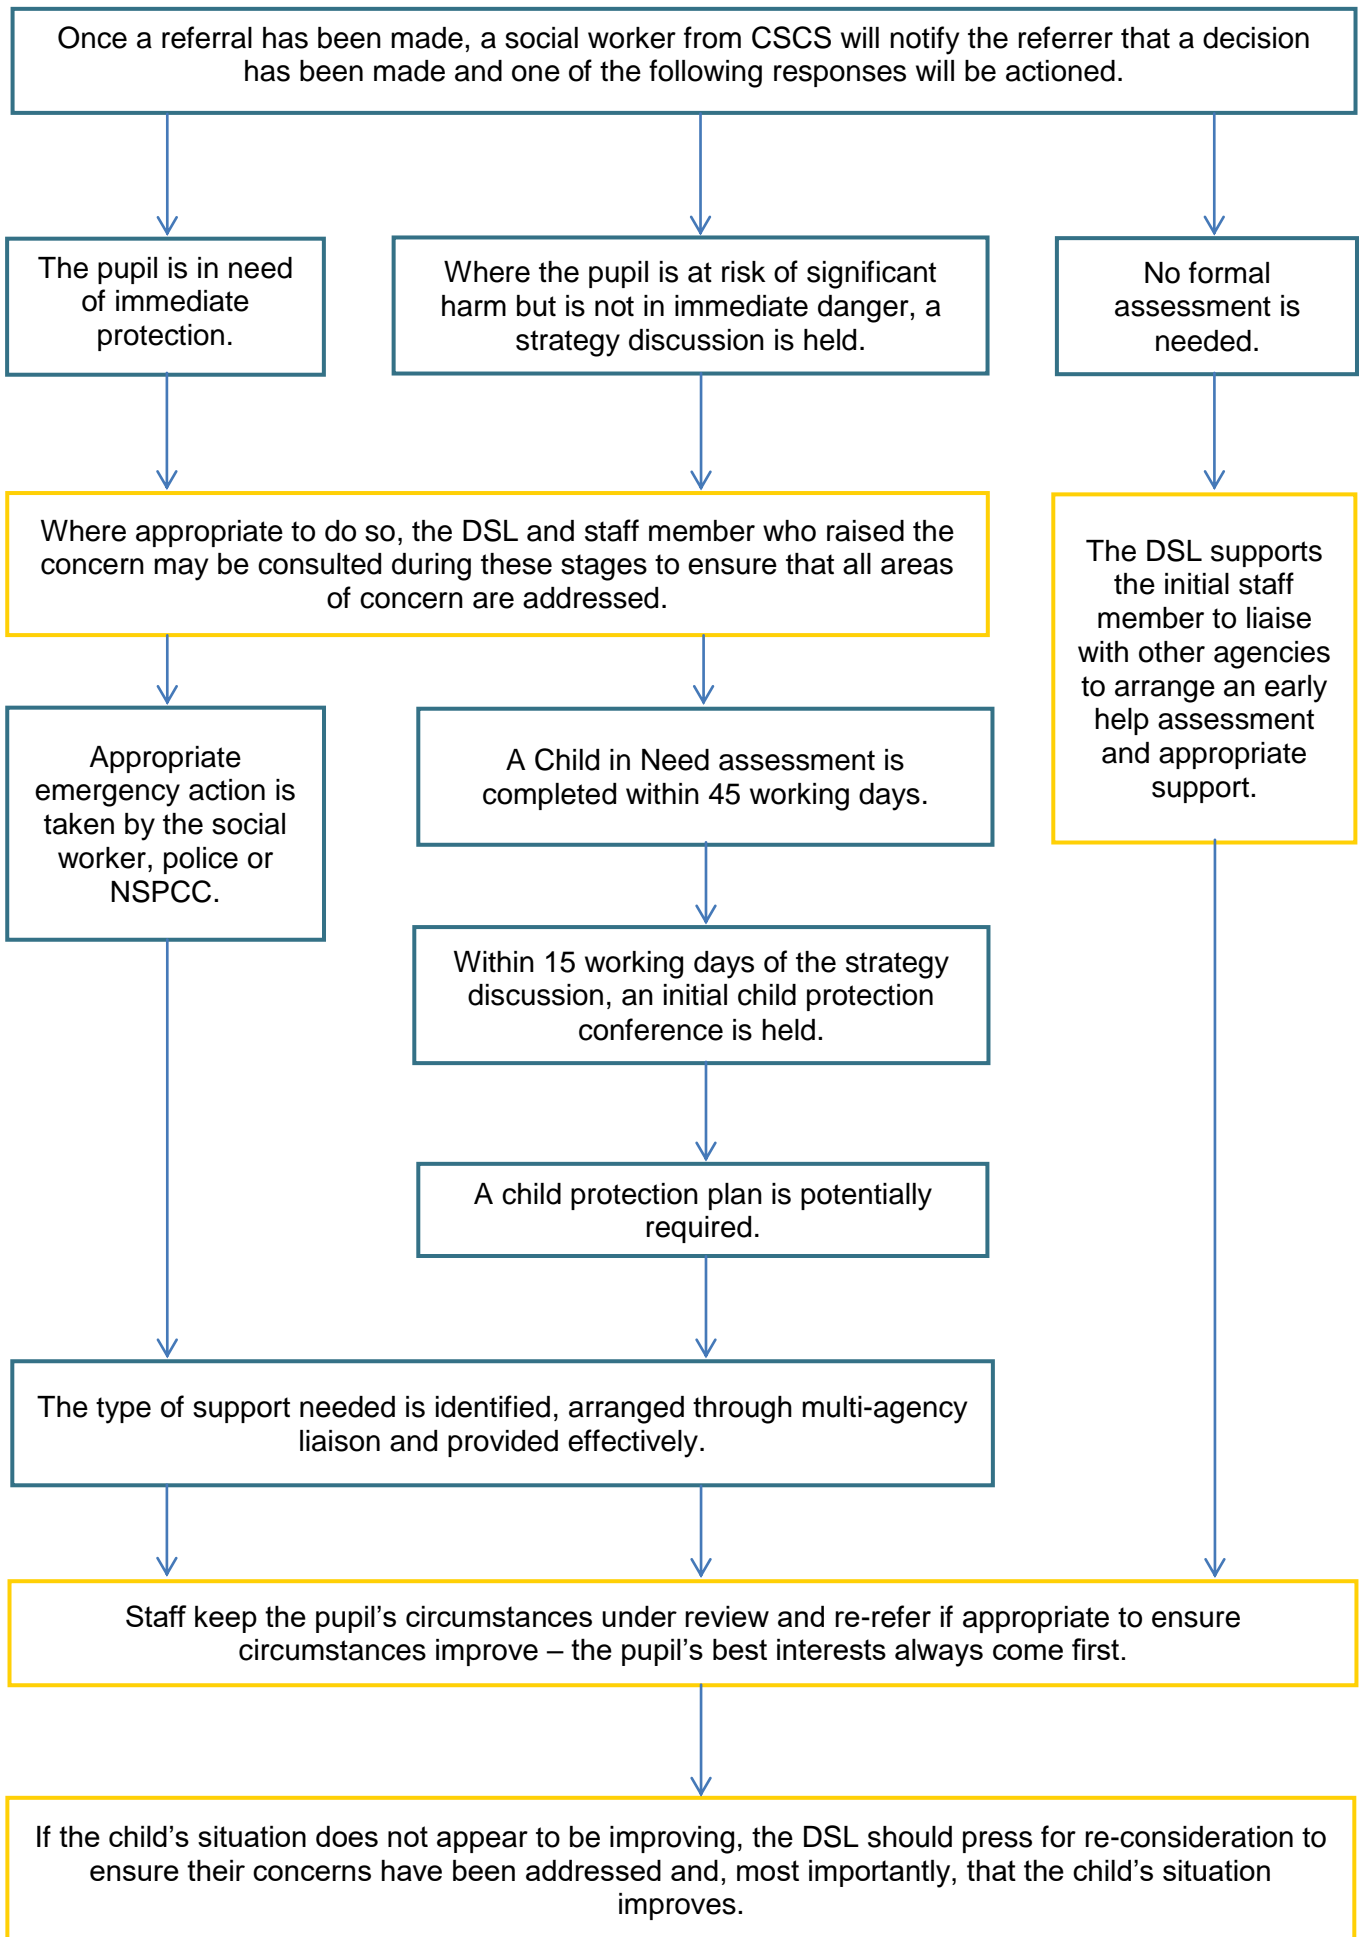 Once a referral has been made, a social worker from CSCS will notify the referrer that a decision
has been made and one of the following responses will be actioned.
The pupil is in need
of immediate
protection.
Where the pupil is at risk of significant
harm but is not in immediate danger, a
strategy discussion is held.
No formal
assessment is
needed.
Where appropriate to do so, the DSL and staff member who raised the
concern may be consulted during these stages to ensure that all areas
of concern are addressed.
The DSL supports
the initial staff
member to liaise
with other agencies
to arrange an early
help assessment
and appropriate
support.
Appropriate
emergency action is
taken by the social
worker, police or
NSPCC.
A Child in Need assessment is
completed within 45 working days.
Within 15 working days of the strategy
discussion, an initial child protection
conference is held.
A child protection plan is potentially
required.
The type of support needed is identified, arranged through multi-agency
liaison and provided effectively.
Staff keep the pupil’s circumstances under review and re-refer if appropriate to ensure
circumstances improve – the pupil’s best interests always come first.
If the child’s situation does not appear to be improving, the DSL should press for re-consideration to
ensure their concerns have been addressed and, most importantly, that the child’s situation
improves.